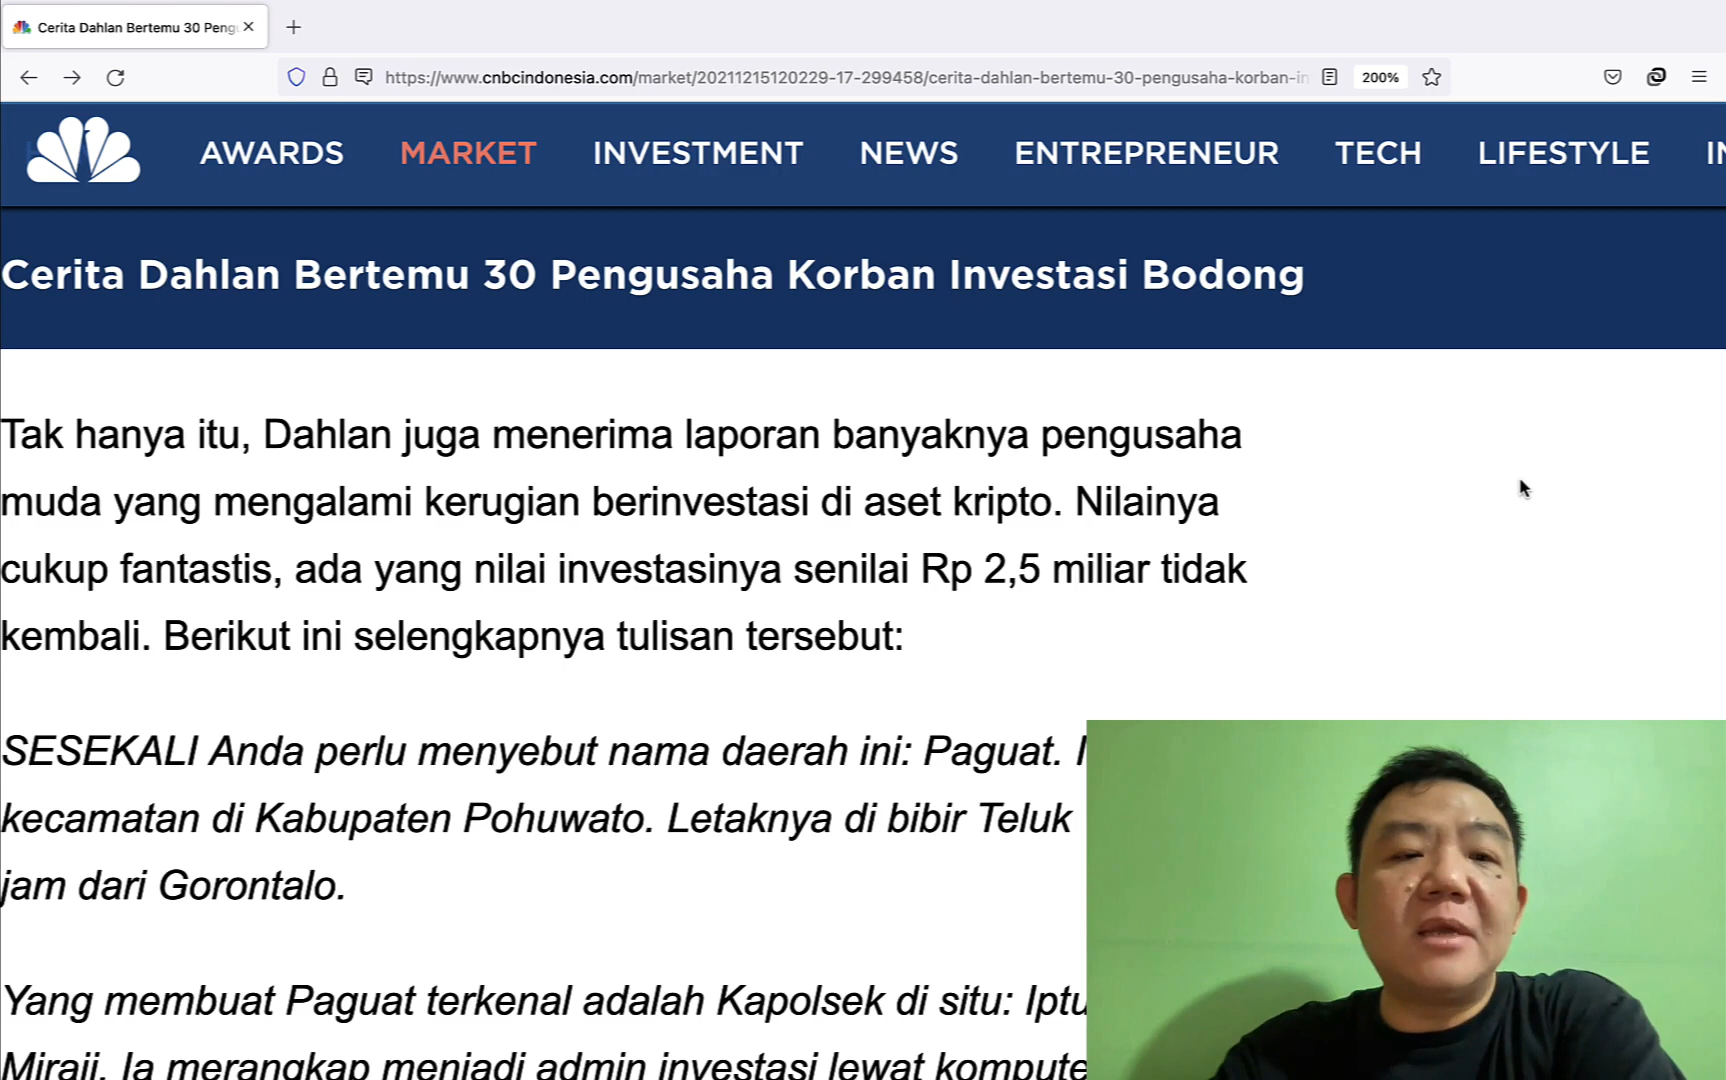 Cerita Dahlan Bertemu 30 Peng
https://www.cnbcindonesia.com/market/20211215120229-17-299458/cerita-dahlan-bertemu-30-pengusaha-korban-in
200%
AWARDS MARKET INVESTMENT NEWS ENTREPRENEUR TECH LIFESTYLE
Cerita Dahlan Bertemu 30 Pengusaha Korban Investasi Bodong
Tak hanya itu, Dahlan juga menerima laporan banyaknya pengusaha
muda yang mengalami kerugian berinvestasi di aset kripto. Nilainya
cukup fantastis, ada yang nilai investasinya senilai Rp 2,5 miliar tidak
kembali. Berikut ini selengkapnya tulisan tersebut:
SESEKALI Anda perlu menyebut nama daerah ini: Paguat.
kecamatan di Kabupaten Pohuwato. Letaknya di bibir Teluk
jam dari Gorontalo.
Yang membuat Paguat terkenal adalah Kapolsek di situ: Iptu
Miraji. Ia merangkap menjadi admin investasi lewat kompute